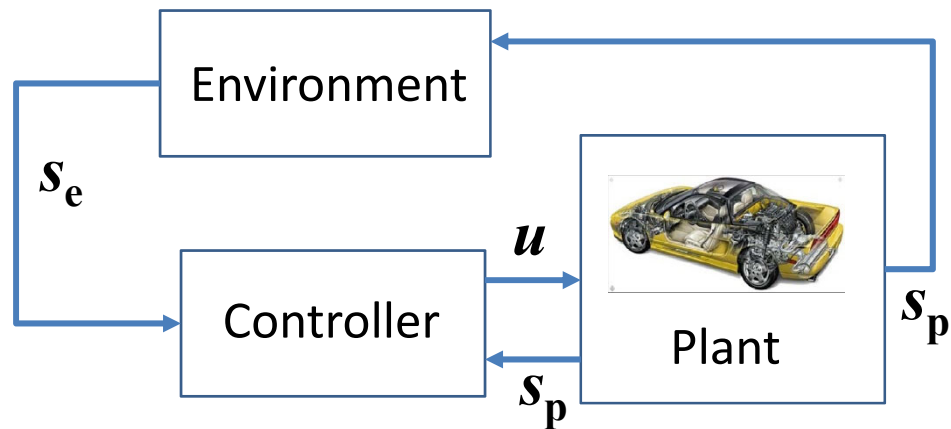 Environment
s_e
u
Controller
s_p
Plant
s_p